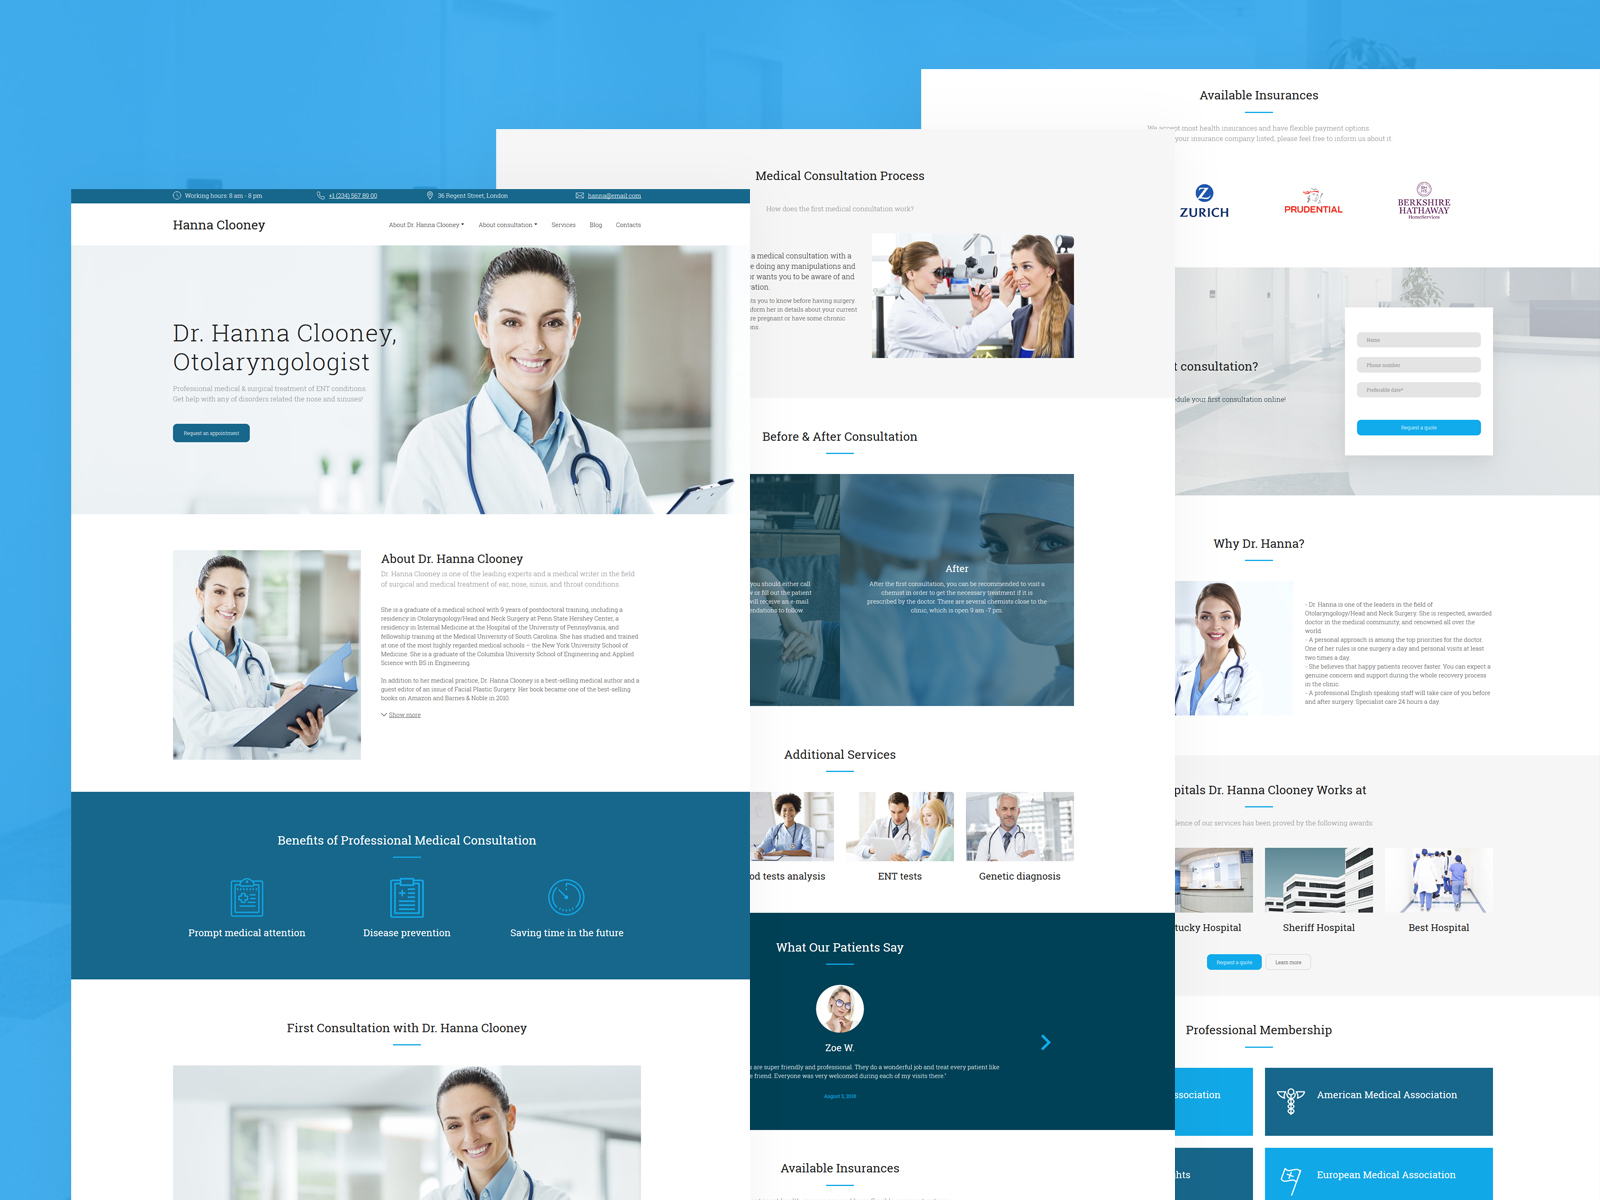 Working hours: 8 am - 8 pm
+1 (234) 567 89 00
36 Regent Street, London
hanna@email.com
Hanna Clooney
About Dr. Hanna Clooney
About consultation
Services
Blog
Contacts
Dr. Hanna Clooney,
Otolaryngologist
Professional medical & surgical treatment of ENT conditions.
Get help with any of disorders related the nose and sinuses!
Request an appointment
About Dr. Hanna Clooney
Dr. Hanna Clooney is one of the leading experts and a medical writer in the field
of surgical and medical treatment of ear, nose, sinus, and throat conditions.
She is a graduate of a medical school with 9 years of postdoctoral training, including a
residency in Otolaryngology/Head and Neck Surgery at Penn State Hershey Center, a
residency in Internal Medicine at the Hospital of the University of Pennsylvania, and
fellowship training at the Medical University of South Carolina. She has studied and trained
at one of the most highly regarded medical schools – the New York University School of
Medicine. She is a graduate of the Columbia University School of Engineering and Applied
Science with BS in Engineering.
In addition to her medical practice, Dr. Hanna Clooney is a best-selling medical author and a
guest editor of an issue of Facial Plastic Surgery. Her book became one of the best-selling
books on Amazon and Barnes & Noble in 2010.
Show more
Benefits of Professional Medical Consultation
Prompt medical attention
Disease prevention
Saving time in the future
First Consultation with Dr. Hanna Clooney
Medical Consultation Process
How does the first medical consultation work?
a medical consultation with a
e doing any manipulations and
or wants you to be aware of and
ation.
ts you to know before having surgery.
form her in details about your current
re pregnant or have some chronic
ns.
Before & After Consultation
you should either call
w or fill out the patient
will receive an e-mail
endations to follow.
After
After the first consultation, you can be recommended to visit a
chemist in order to get the necessary treatment if it is
prescribed by the doctor. There are several chemists close to the
clinic, which is open 9 am -7 pm.
Additional Services
od tests analysis
ENT tests
Genetic diagnosis
What Our Patients Say
Zoe W.
s are super friendly and professional. They do a wonderful job and treat every patient like
e friend. Everyone was very welcomed during each of my visits there."
August 3, 2018
Available Insurances
Available Insurances
We accept most health insurances and have flexible payment options
your insurance company listed, please feel free to inform us about it
ZURICH
PRUDENTIAL
BERKSHIRE
HATHAWAY
HomeServices
t consultation?
edule your first consultation online!
Name
Phone number
Preferable date*
Request a quote
Why Dr. Hanna?
- Dr. Hanna is one of the leaders in the field of
Otolaryngology/Head and Neck Surgery. She is respected, awarded
doctor in the medical community, and renowned all over the
world.
- A personal approach is among the top priorities for the doctor.
One of her rules is one surgery a day and personal visits at least
two times a day.
- She believes that happy patients recover faster. You can expect a
genuine concern and support during the whole recovery process
in the clinic.
- A professional English speaking staff will take care of you before
and after surgery. Specialist care 24 hours a day.
pitals Dr. Hanna Clooney Works at
lence of our services has been proved by the following awards:
tucky Hospital
Sheriff Hospital
Best Hospital
Request a quote
Learn more
Professional Membership
ssociation
American Medical Association
hts
European Medical Association